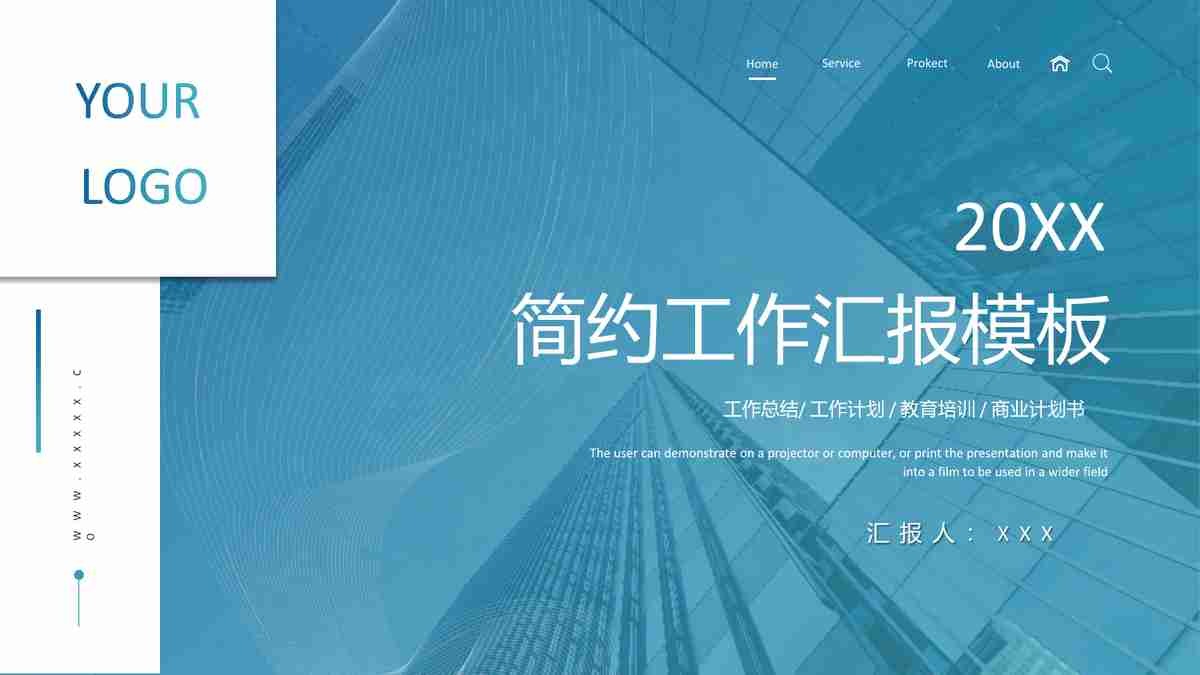 YOUR
LOGO
Home Service Prokect About
20XX
简约工作汇报模板
工作总结/ 工作计划 / 教育培训 / 商业计划书
The user can demonstrate on a projector or computer, or print the presentation and make it
into a film to be used in a wider field
汇报人：XXX
www.xxxxx.c
o